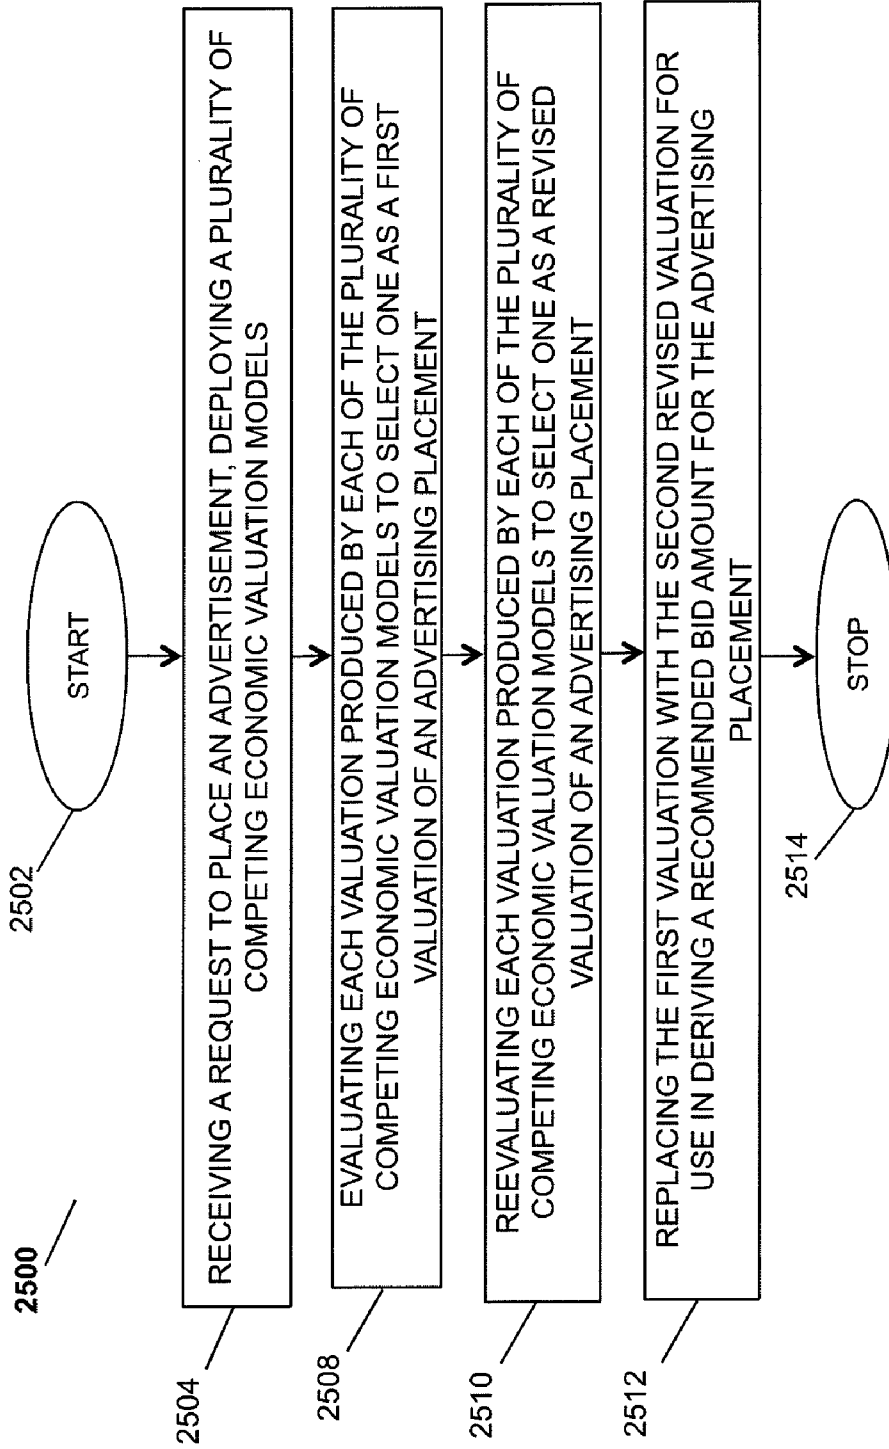 2500
2502
START
2504
RECEIVING A REQUEST TO PLACE AN ADVERTISEMENT, DEPLOYING A PLURALITY OF
COMPETING ECONOMIC VALUATION MODELS
2508
EVALUATING EACH VALUATION PRODUCED BY EACH OF THE PLURALITY OF
COMPETING ECONOMIC VALUATION MODELS TO SELECT ONE AS A FIRST
VALUATION OF AN ADVERTISING PLACEMENT
2510
REEVALUATING EACH VALUATION PRODUCED BY EACH OF THE PLURALITY OF
COMPETING ECONOMIC VALUATION MODELS TO SELECT ONE AS A REVISED
VALUATION OF AN ADVERTISING PLACEMENT
2512
REPLACING THE FIRST VALUATION WITH THE SECOND REVISED VALUATION FOR
USE IN DERIVING A RECOMMENDED BID AMOUNT FOR THE ADVERTISING
PLACEMENT
2514
STOP